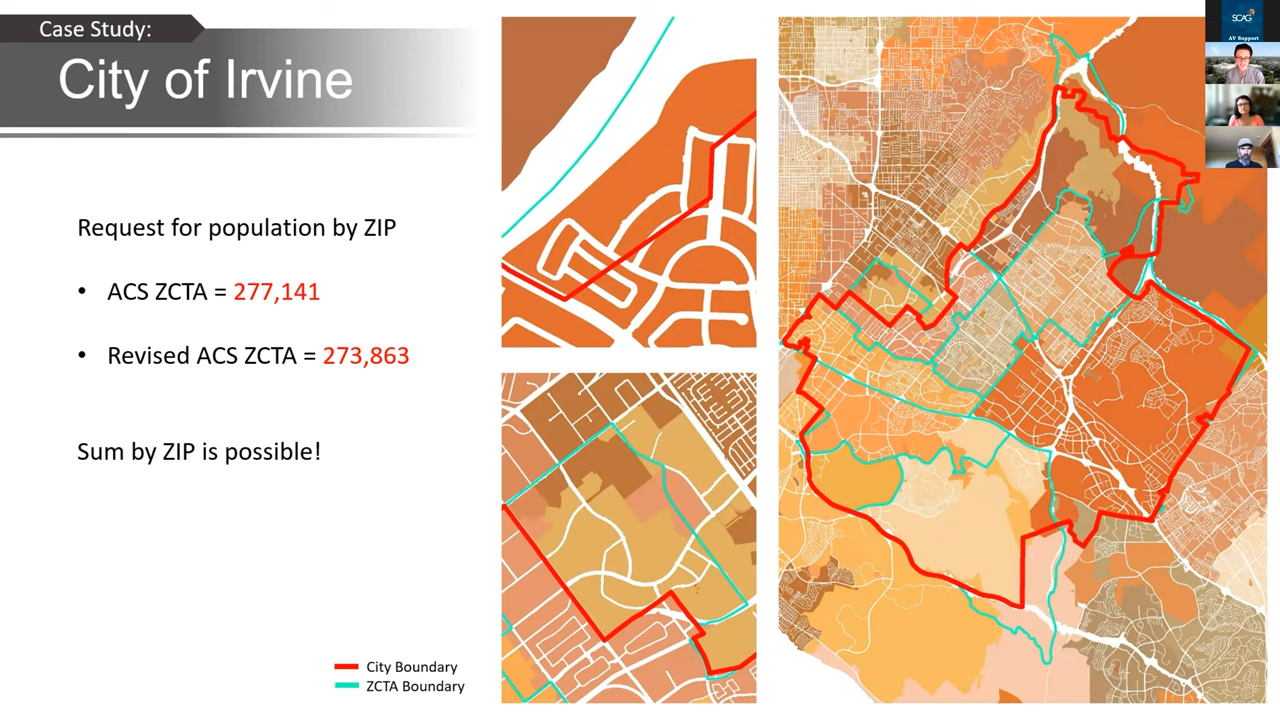 Case Study:
City of Irvine
Request for population by ZIP
• ACS ZCTA = 277,141
• Revised ACS ZCTA = 273,863
Sum by ZIP is possible!
City Boundary
ZCTA Boundary
SCAG
AV Support